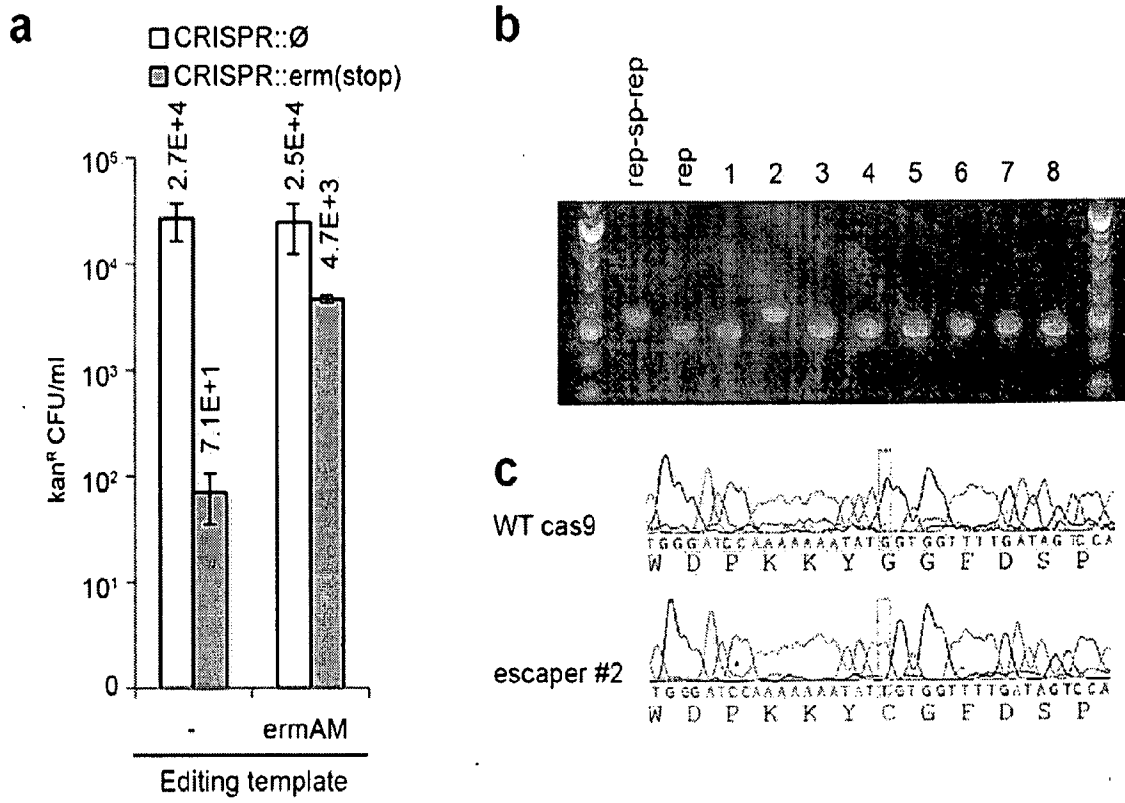 a
CRISPR::Ø
CRISPR::erm(stop)
kanᴿ CFU/ml
10⁵
10⁴
10³
10²
10¹
0
2.7E+4
7.1E+1
2.5E+4
4.7E+3
- ermAM
Editing template
b
rep-sp-rep rep 1 2 3 4 5 6 7 8
c
WT cas9
TGGGATCCAAAAAAATATGGTGGTTTTGATAGTCCA
W D P K K Y G G F D S P
escaper #2
TGGGATCCAAAAAAATATTGTGGTTTTGATAGTCCA
W D P K K Y C G F D S P